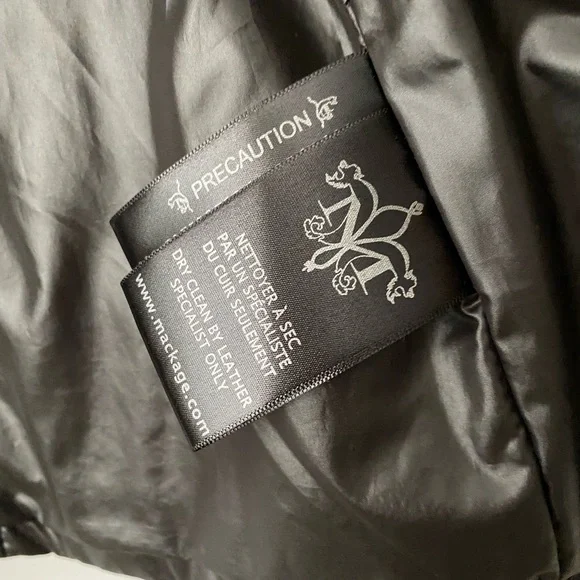 PRECAUTION
NETTOYER À SEC
PAR UN SPÉCIALISTE
DU CUIR SEULEMENT
DRY CLEAN BY LEATHER
SPECIALIST ONLY
www.mackage.com